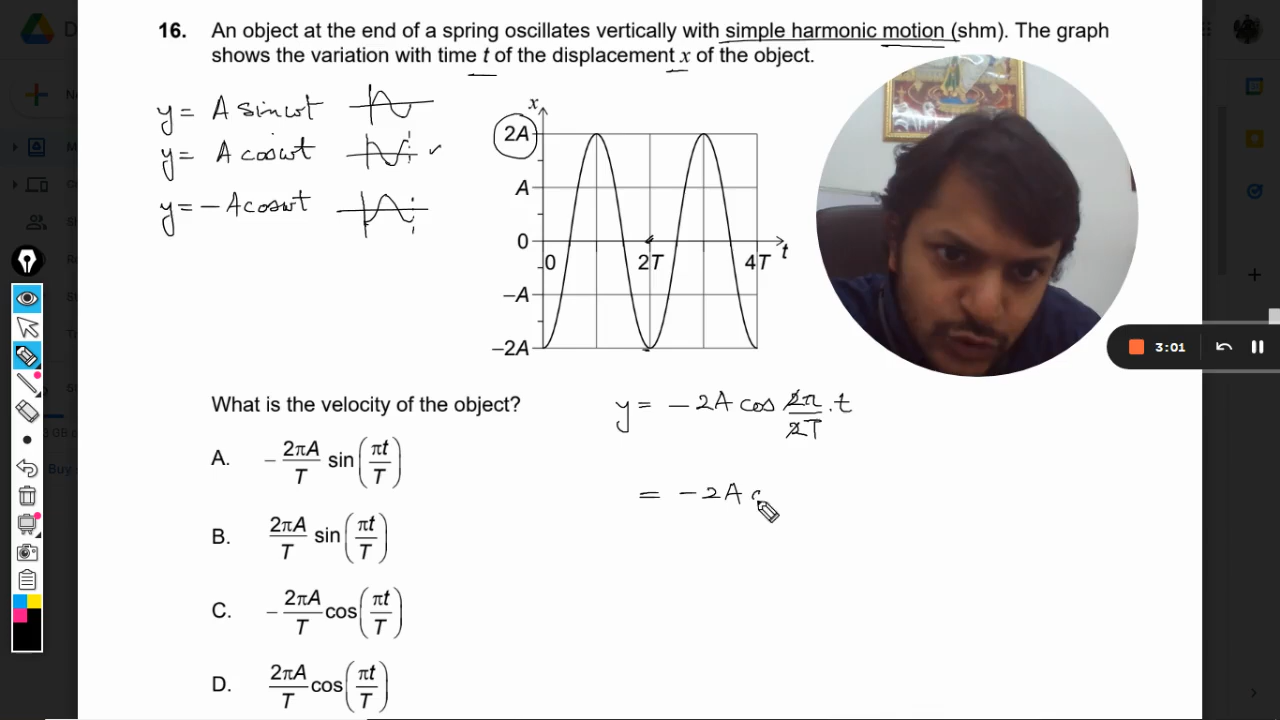 16. An object at the end of a spring oscillates vertically with simple harmonic motion (shm). The graph
shows the variation with time t of the displacement x of the object.
y = A sin ωt
y = A cos ωt
y = − A cos ωt
x
2A
A
0
−A
−2A
0
2T
4T
t
3:01
What is the velocity of the object?
y = − 2A cos 2π/2T . t
= − 2A
A. − 2πA/T sin (πt/T)
B. 2πA/T sin (πt/T)
C. − 2πA/T cos (πt/T)
D. 2πA/T cos (πt/T)
Buy